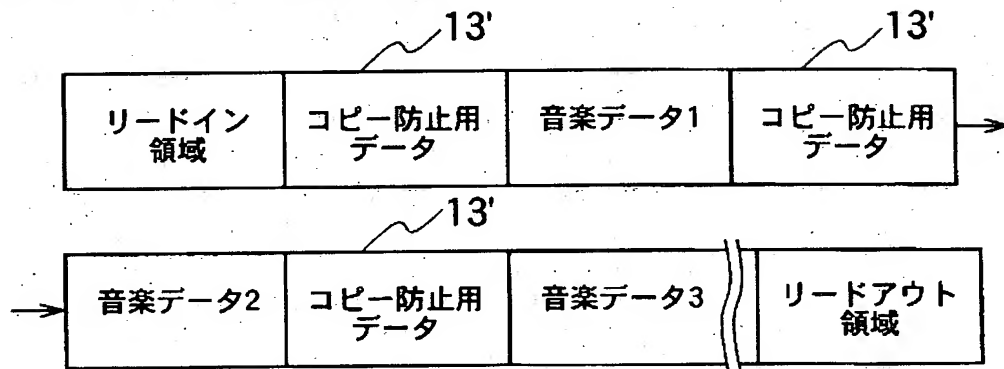 13' 13'
リードイン 領域
コピー防止用 データ
音楽データ1
コピー防止用 データ
13'
音楽データ2
コピー防止用 データ
音楽データ3
リードアウト 領域